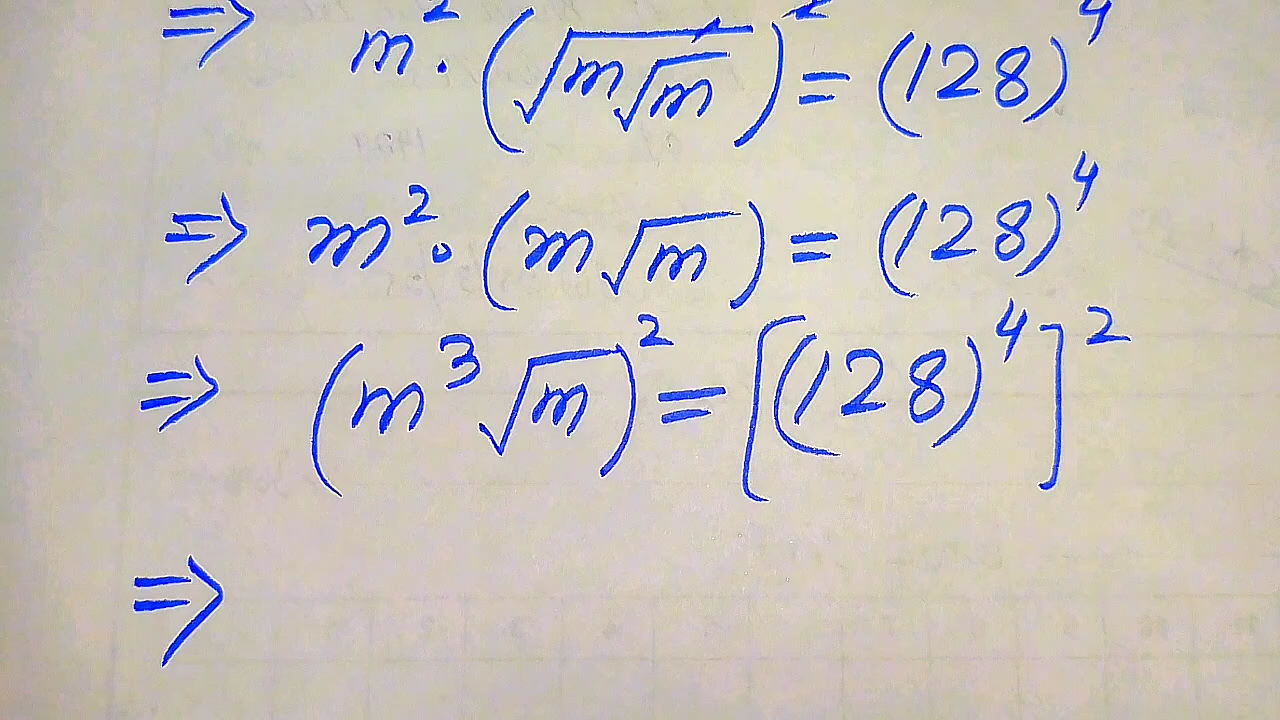 ⇒ m² · (√(m√m))² = (128)⁴
⇒ m² · (m√m) = (128)⁴
⇒ (m³√m)² = [(128)⁴]²
⇒